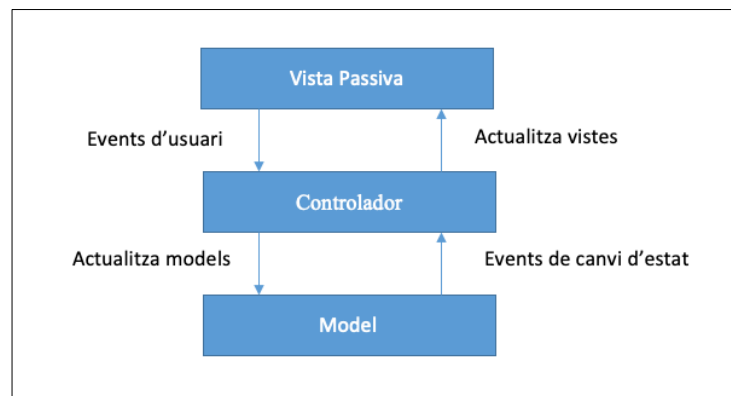 Vista Passiva
Events d’usuari
Actualitza vistes
Controlador
Actualitza models
Events de canvi d’estat
Model